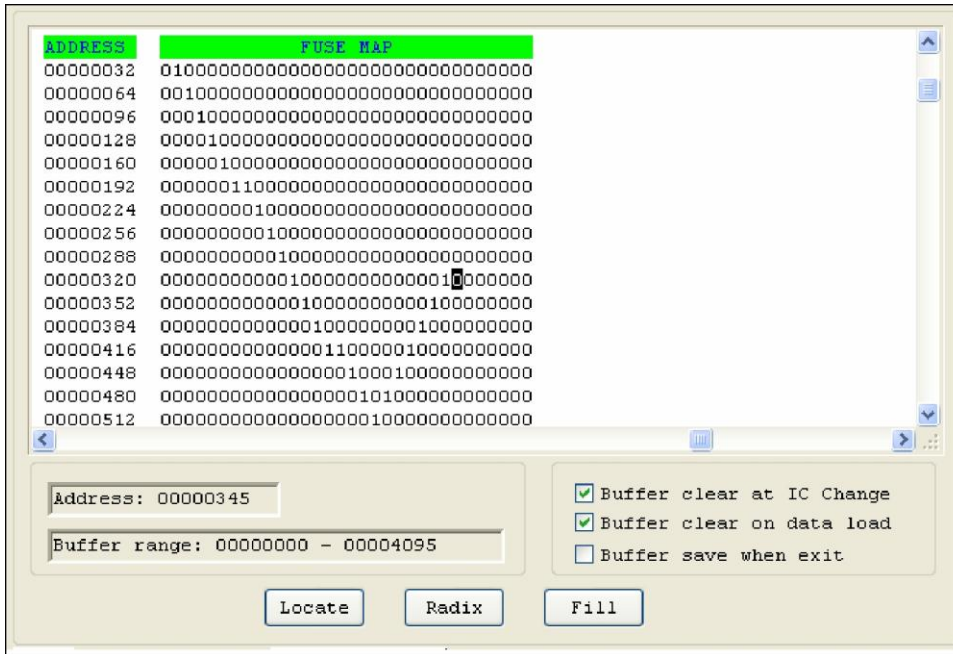 ADDRESS FUSE MAP
00000032 01000000000000000000000000000000
00000064 00100000000000000000000000000000
00000096 00010000000000000000000000000000
00000128 00001000000000000000000000000000
00000160 00000100000000000000000000000000
00000192 00000011000000000000000000000000
00000224 00000000100000000000000000000000
00000256 00000000010000000000000000000000
00000288 00000000001000000000000000000000
00000320 00000000000100000000000010000000
00000352 00000000000010000000000100000000
00000384 00000000000001000000001000000000
00000416 00000000000000110000010000000000
00000448 00000000000000001000100000000000
00000480 00000000000000000101000000000000
00000512 00000000000000000010000000000000
Address: 00000345
Buffer range: 00000000 - 00004095
Buffer clear at IC Change
Buffer clear on data load
Buffer save when exit
Locate Radix Fill